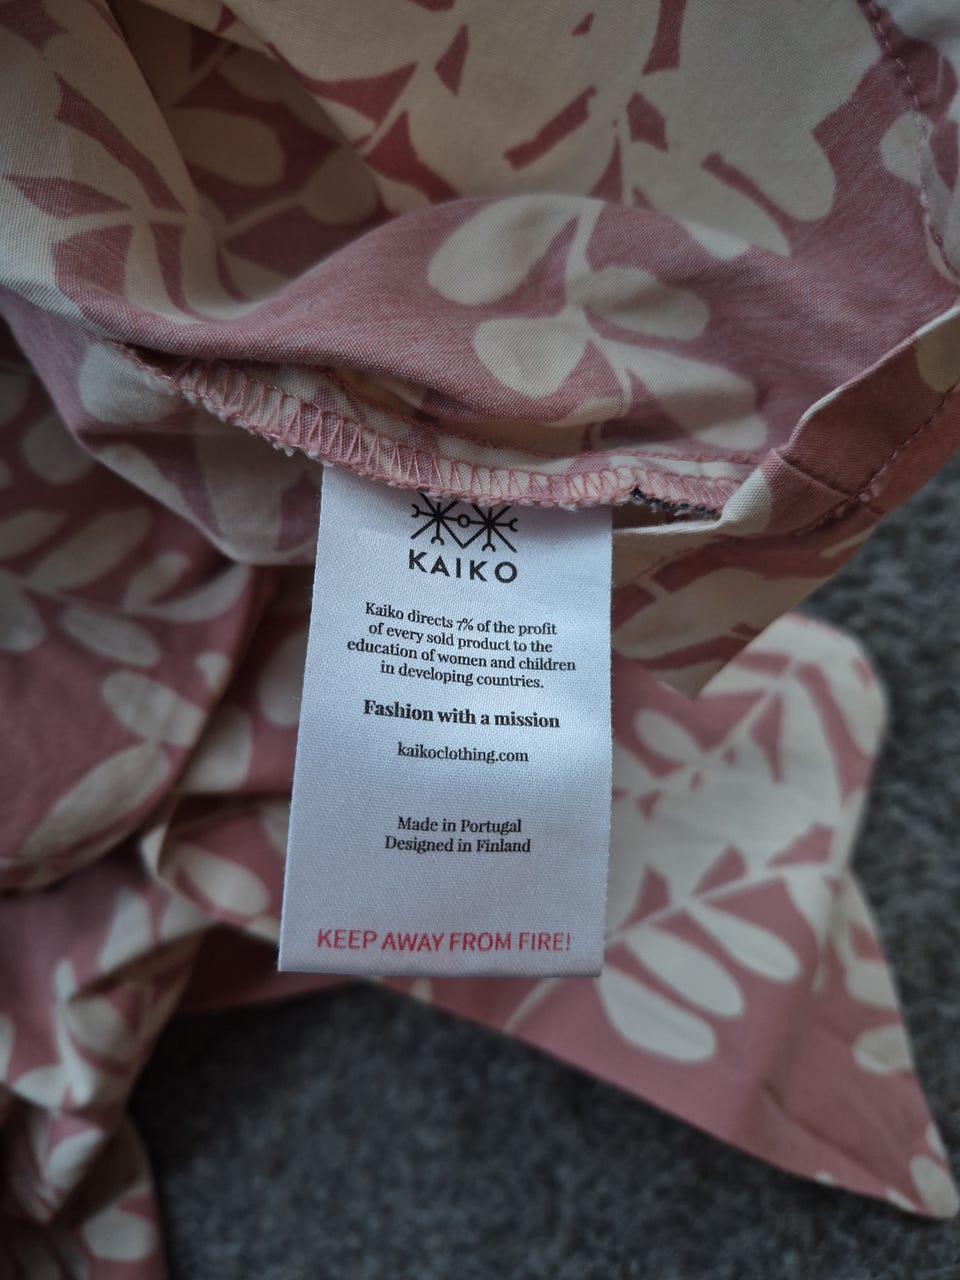 KAIKO
Kaiko directs 7% of the profit
of every sold product to the
education of women and children
in developing countries.
Fashion with a mission
kaikoclothing.com
Made in Portugal
Designed in Finland
KEEP AWAY FROM FIRE!